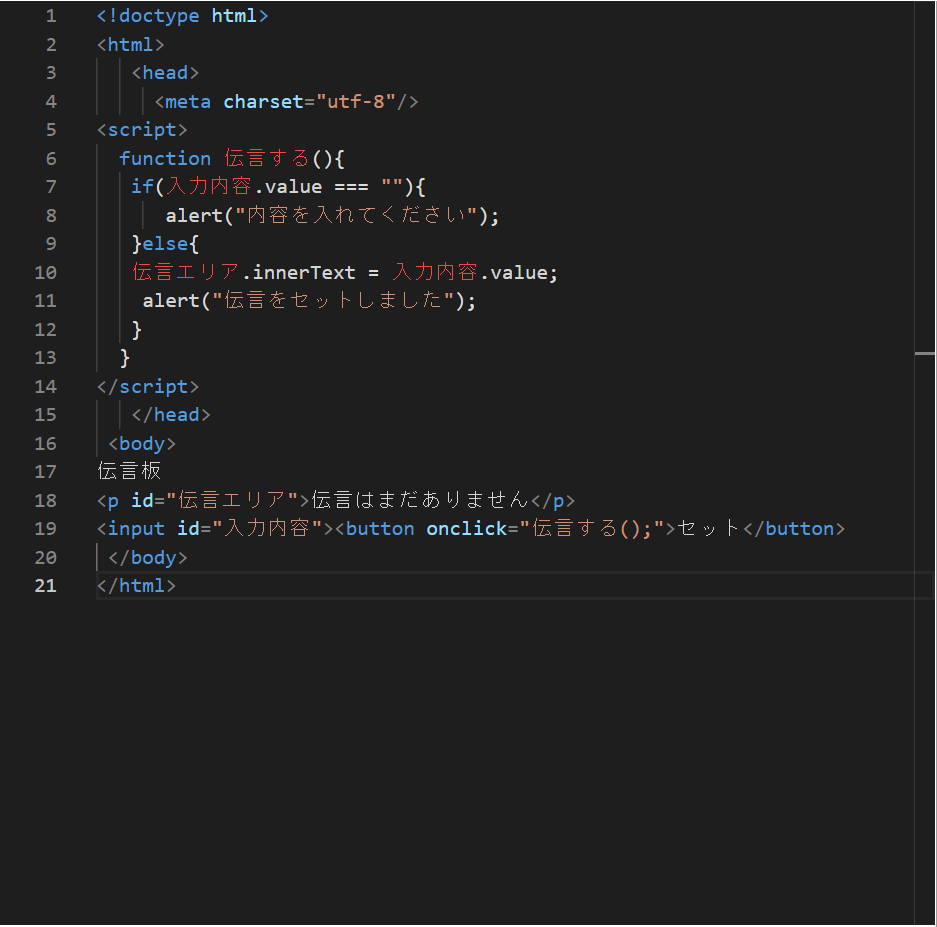 1 <!doctype html>
2 <html>
3 <head>
4 <meta charset="utf-8"/>
5 <script>
6 function 伝言する(){
7 if(入力内容.value === ""){
8 alert("内容を入れてください");
9 }else{
10 伝言エリア.innerText = 入力内容.value;
11 alert("伝言をセットしました");
12 }
13 }
14 </script>
15 </head>
16 <body>
17 伝言板
18 <p id="伝言エリア">伝言はまだありません</p>
19 <input id="入力内容"><button onclick="伝言する();">セット</button>
20 </body>
21 </html>